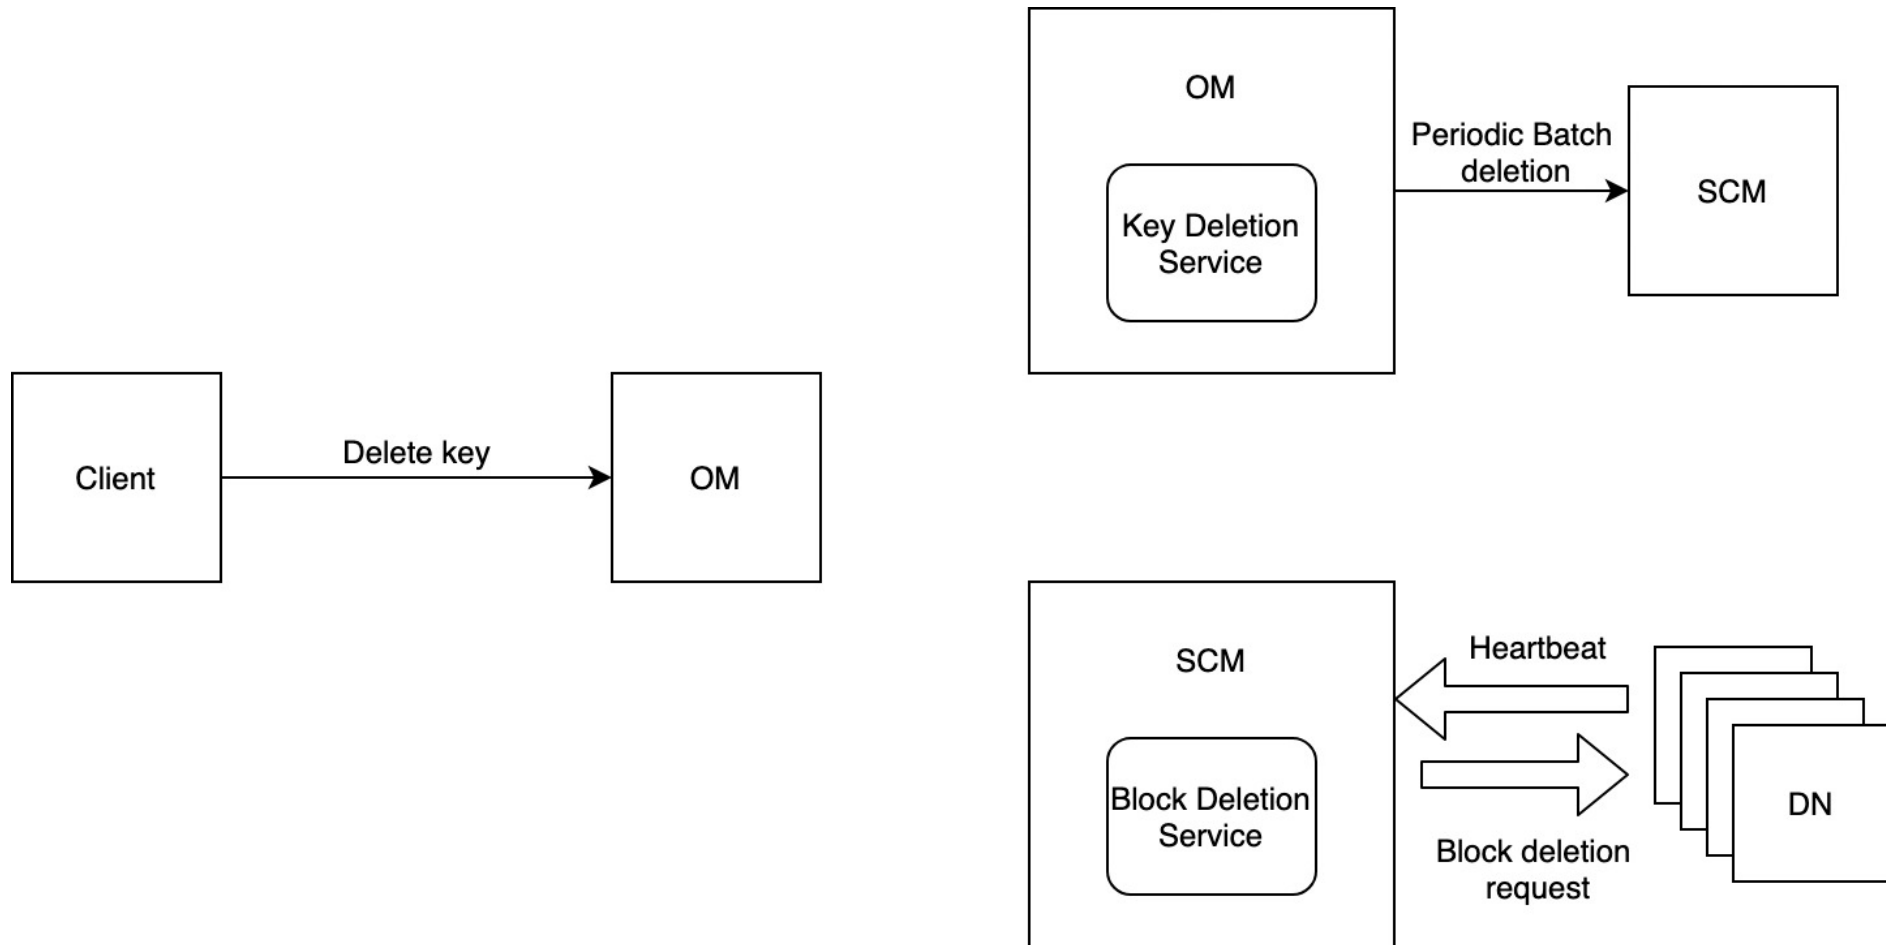 Client
Delete key
OM
OM
Key Deletion
Service
Periodic Batch
deletion
SCM
SCM
Block Deletion
Service
Heartbeat
Block deletion
request
DN